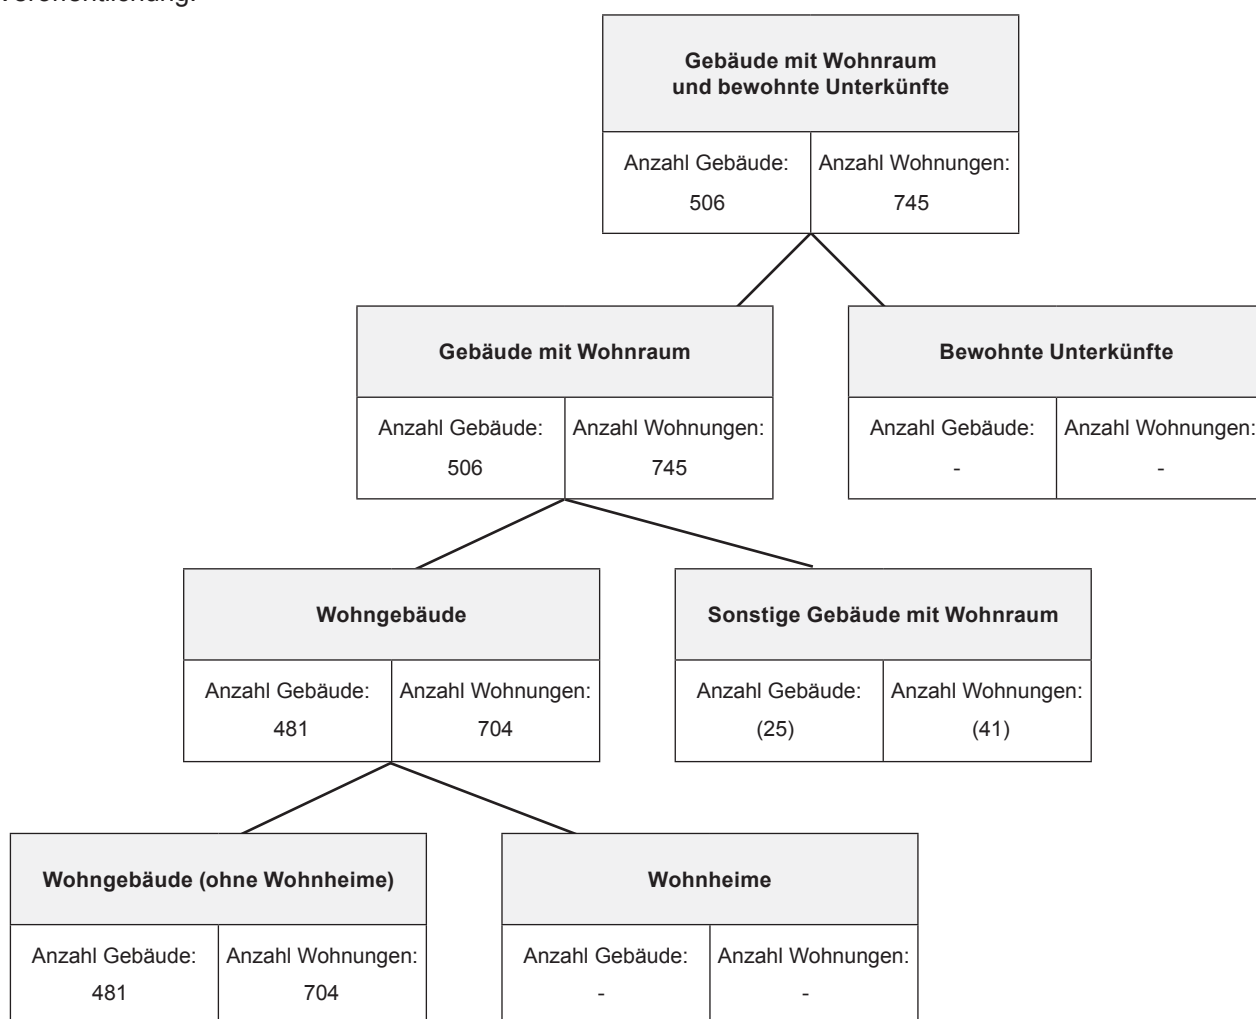 Veröffentlichung.
Gebäude mit Wohnraum
und bewohnte Unterkünfte
Anzahl Gebäude: Anzahl Wohnungen:
506 745
Gebäude mit Wohnraum Bewohnte Unterkünfte
Anzahl Gebäude: Anzahl Wohnungen: Anzahl Gebäude: Anzahl Wohnungen:
506 745 - -
Wohngebäude Sonstige Gebäude mit Wohnraum
Anzahl Gebäude: Anzahl Wohnungen: Anzahl Gebäude: Anzahl Wohnungen:
481 704 (25) (41)
Wohngebäude (ohne Wohnheime) Wohnheime
Anzahl Gebäude: Anzahl Wohnungen: Anzahl Gebäude: Anzahl Wohnungen:
481 704 - -